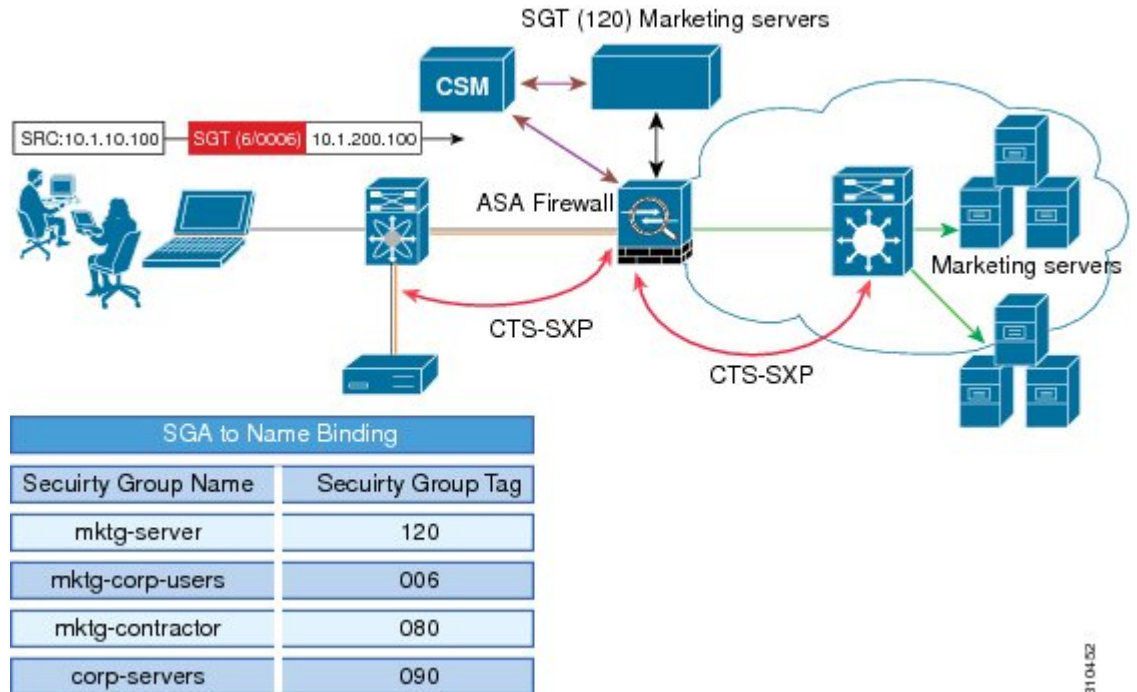 SGT (120) Marketing servers
CSM
SRC:10.1.10.100 SGT (6/0006) 10.1.200.100
ASA Firewall
Marketing servers
CTS-SXP
CTS-SXP
SGA to Name Binding
Secuirty Group Name Secuirty Group Tag
mktg-server 120
mktg-corp-users 006
mktg-contractor 080
corp-servers 090
310452